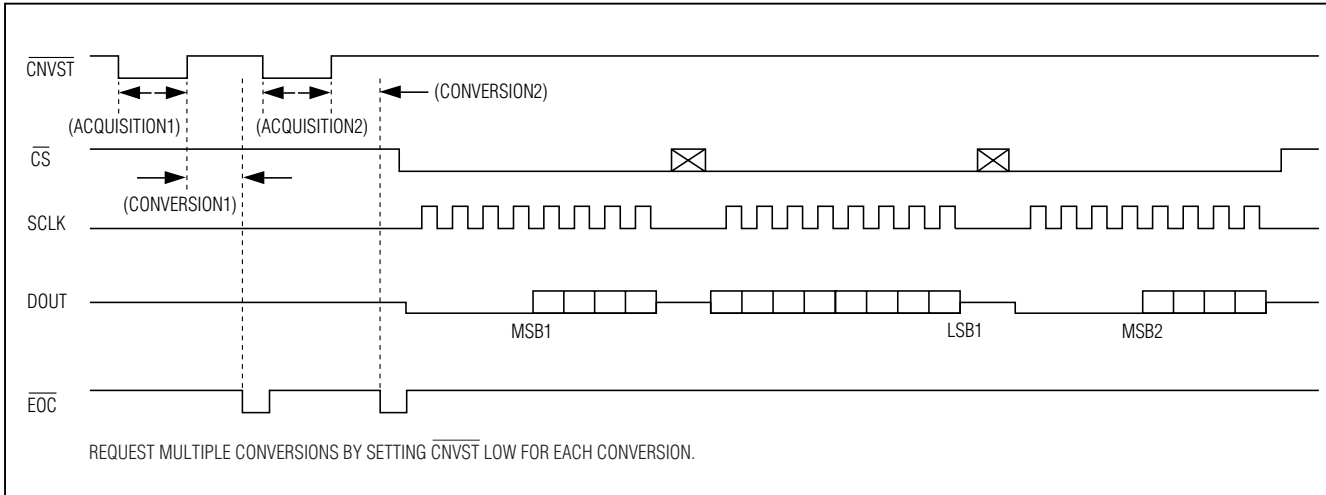 CNVST
(CONVERSION2)
(ACQUISITION1)
(ACQUISITION2)
CS
(CONVERSION1)
SCLK
DOUT
MSB1
LSB1
MSB2
EOC
REQUEST MULTIPLE CONVERSIONS BY SETTING CNVST LOW FOR EACH CONVERSION.